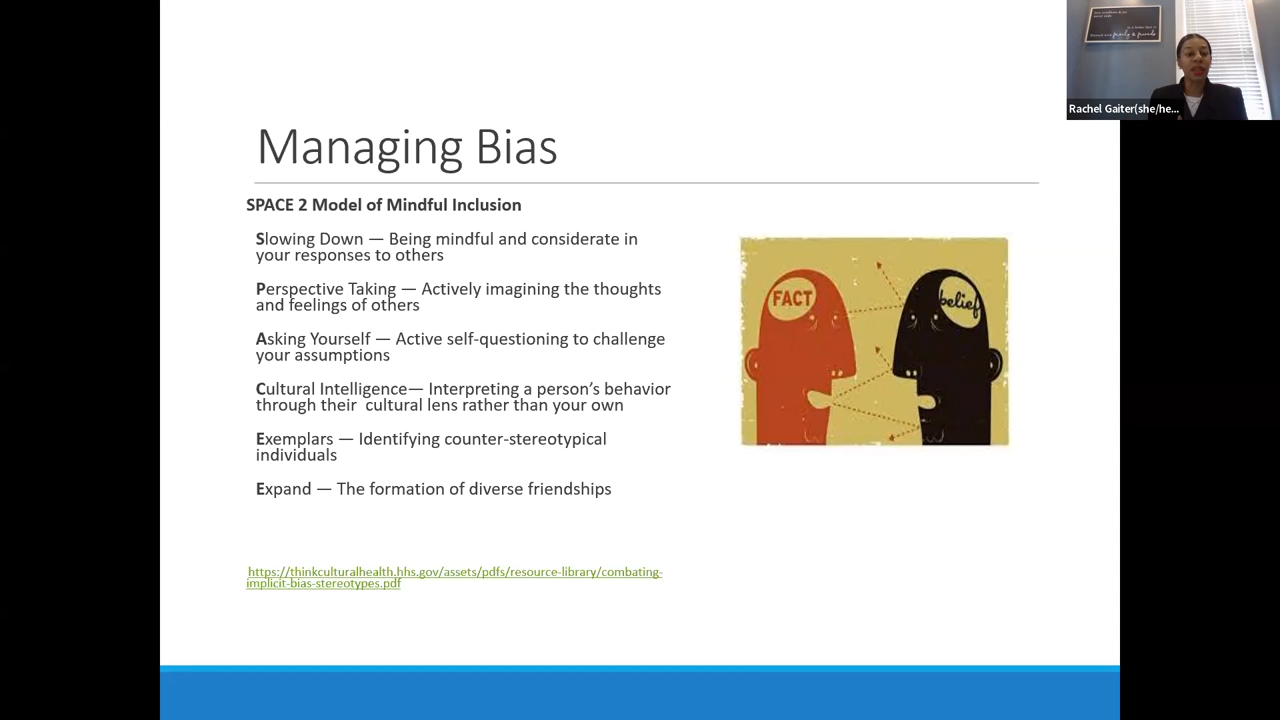 Managing Bias
SPACE 2 Model of Mindful Inclusion
Slowing Down — Being mindful and considerate in
your responses to others
Perspective Taking — Actively imagining the thoughts
and feelings of others
Asking Yourself — Active self-questioning to challenge
your assumptions
Cultural Intelligence— Interpreting a person’s behavior
through their  cultural lens rather than your own
Exemplars — Identifying counter-stereotypical
individuals
Expand — The formation of diverse friendships
https://thinkculturalhealth.hhs.gov/assets/pdfs/resource-library/combating-
implicit-bias-stereotypes.pdf
FACT
belief
family & friends
Rachel Gaiter(she/he...